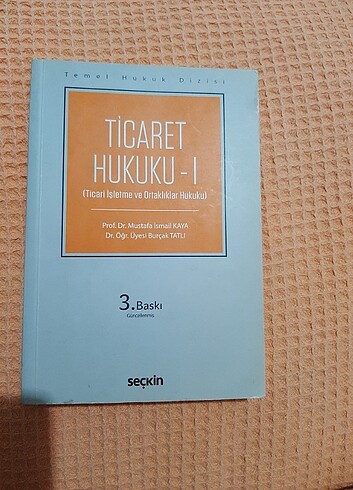 Temel Hukuk Dizisi
TİCARET
HUKUKU - I
(Ticari İşletme ve Ortaklıklar Hukuku)
Prof. Dr. Mustafa İsmail KAYA
Dr. Öğr. Üyesi Burçak TATLI
3.Baskı
Güncellenmiş
seçkin